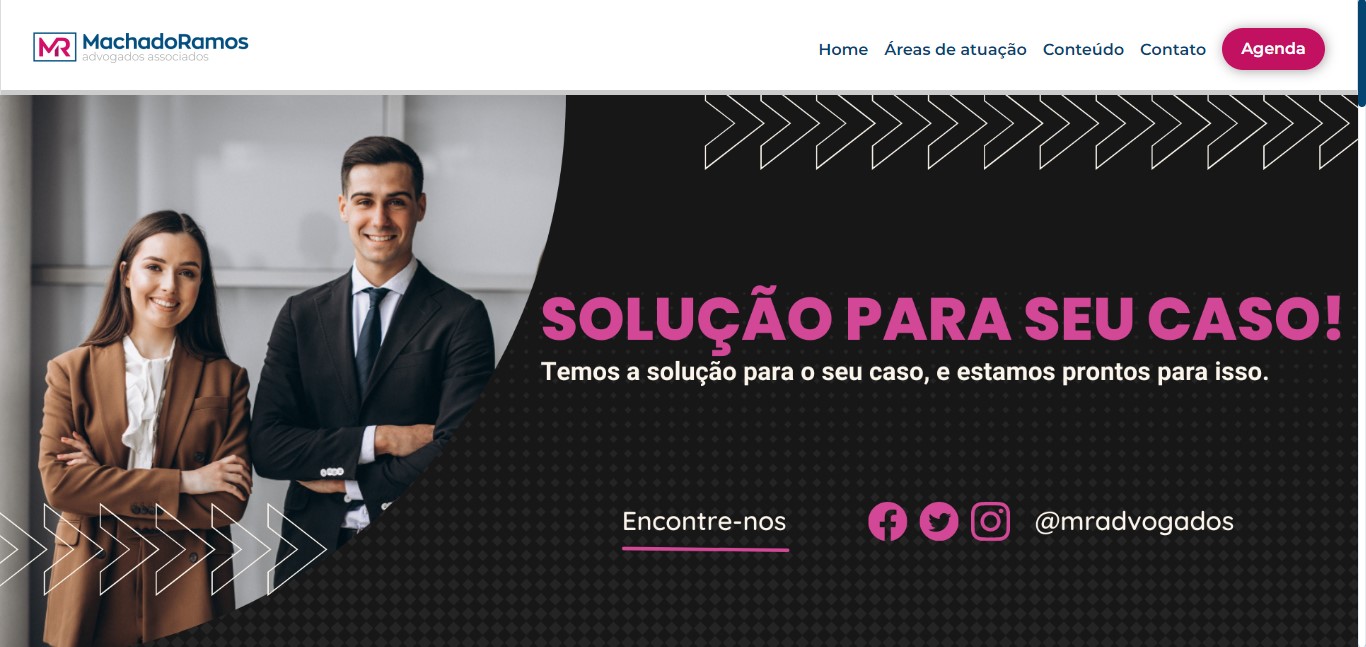 MR MachadoRamos
advogados associados
Home Áreas de atuação Conteúdo Contato Agenda
SOLUÇÃO PARA SEU CASO!
Temos a solução para o seu caso, e estamos prontos para isso.
Encontre-nos @mradvogados